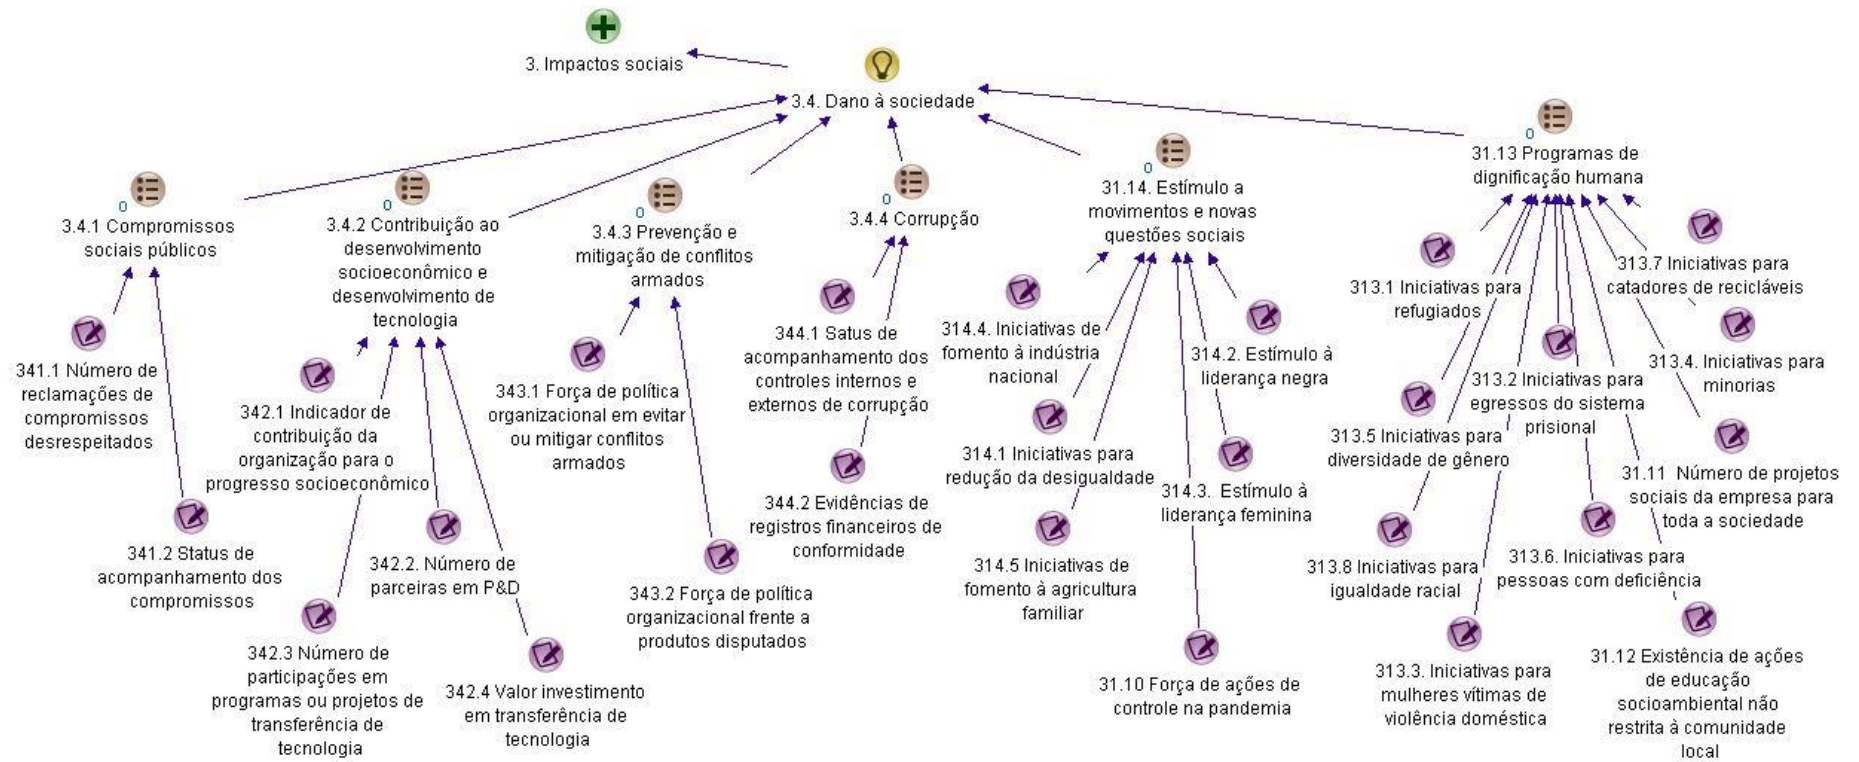 3. Impactos sociais
3.4. Dano à sociedade
0
3.4.1 Compromissos
sociais públicos
341.1 Número de
reclamações de
compromissos
desrespeitados
341.2 Status de
acompanhamento dos
compromissos
0
3.4.2 Contribuição ao
desenvolvimento
socioeconômico e
desenvolvimento de
tecnologia
342.1 Indicador de
contribuição da
organização para o
progresso socioeconômico
342.2. Número de
parceiras em P&D
342.3 Número de
participações em
programas ou projetos de
transferência de
tecnologia
342.4 Valor investimento
em transferência de
tecnologia
0
3.4.3 Prevenção e
mitigação de conflitos
armados
343.1 Força de política
organizacional em evitar
ou mitigar conflitos
armados
343.2 Força de política
organizacional frente a
produtos disputados
0
3.4.4 Corrupção
344.1 Satus de
acompanhamento dos
controles internos e
externos de corrupção
344.2 Evidências de
registros financeiros de
conformidade
0
31.14. Estímulo a
movimentos e novas
questões sociais
314.4. Iniciativas de
fomento à indústria
nacional
314.2. Estímulo à
liderança negra
314.1 Iniciativas para
redução da desigualdade
314.3. Estímulo à
liderança feminina
314.5 Iniciativas de
fomento à agricultura
familiar
31.10 Força de ações de
controle na pandemia
0
31.13 Programas de
dignificação humana
313.7 Iniciativas para
catadores de recicláveis
313.1 Iniciativas para
refugiados
313.4. Iniciativas para
minorias
313.2 Iniciativas para
egressos do sistema
prisional
313.5 Iniciativas para
diversidade de gênero
31.11 Número de projetos
sociais da empresa para
toda a sociedade
313.8 Iniciativas para
igualdade racial
313.6. Iniciativas para
pessoas com deficiência
313.3. Iniciativas para
mulheres vítimas de
violência doméstica
31.12 Existência de ações
de educação
socioambiental não
restrita à comunidade
local